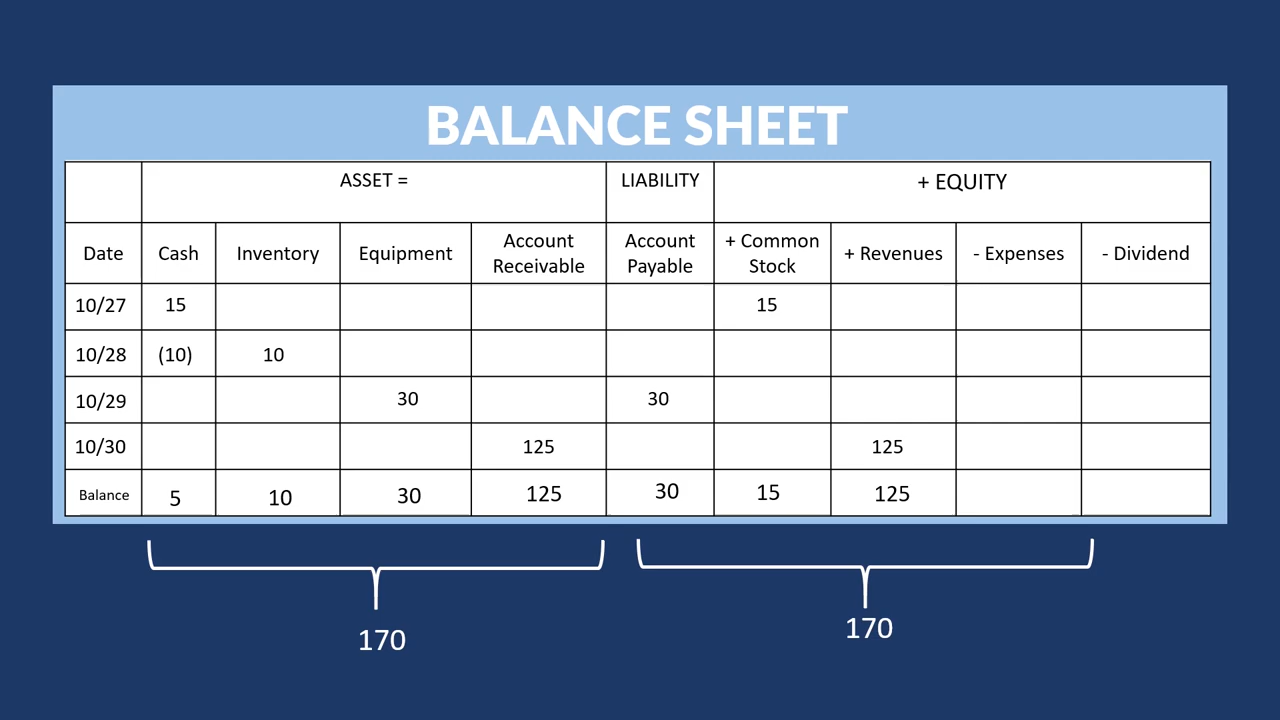 BALANCE SHEET
ASSET = LIABILITY + EQUITY
Date Cash Inventory Equipment Account Receivable Account Payable + Common Stock + Revenues - Expenses - Dividend
10/27 15 15
10/28 (10) 10
10/29 30 30
10/30 125 125
Balance 5 10 30 125 30 15 125
170 170